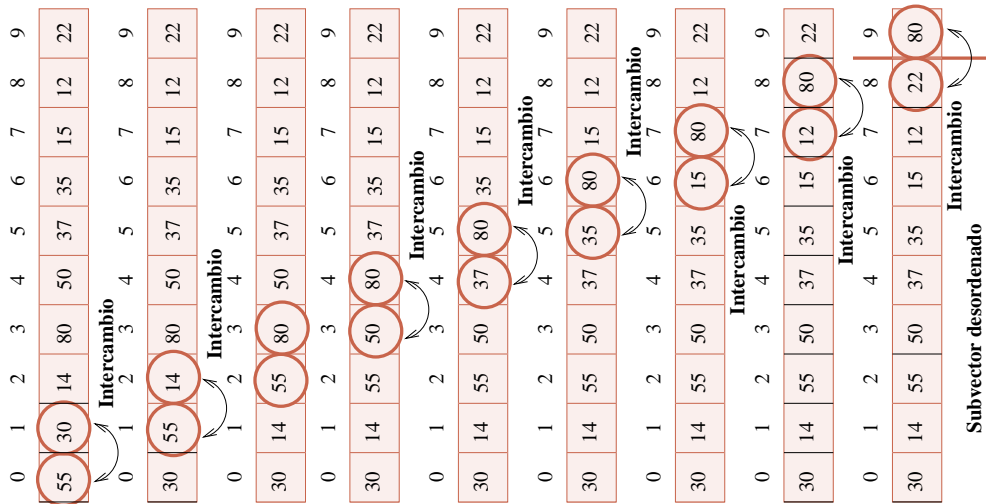 0 1 2 3 4 5 6 7 8 9
55 30 14 80 50 37 35 15 12 22
Intercambio
0 1 2 3 4 5 6 7 8 9
30 55 14 80 50 37 35 15 12 22
Intercambio
0 1 2 3 4 5 6 7 8 9
30 14 55 80 50 37 35 15 12 22
0 1 2 3 4 5 6 7 8 9
30 14 55 50 80 37 35 15 12 22
Intercambio
0 1 2 3 4 5 6 7 8 9
30 14 55 50 37 80 35 15 12 22
Intercambio
0 1 2 3 4 5 6 7 8 9
30 14 55 50 37 35 80 15 12 22
Intercambio
0 1 2 3 4 5 6 7 8 9
30 14 55 50 37 35 15 80 12 22
Intercambio
0 1 2 3 4 5 6 7 8 9
30 14 55 50 37 35 15 12 80 22
Intercambio
0 1 2 3 4 5 6 7 8 9
30 14 55 50 37 35 15 12 22 80
Intercambio
Subvector desordenado